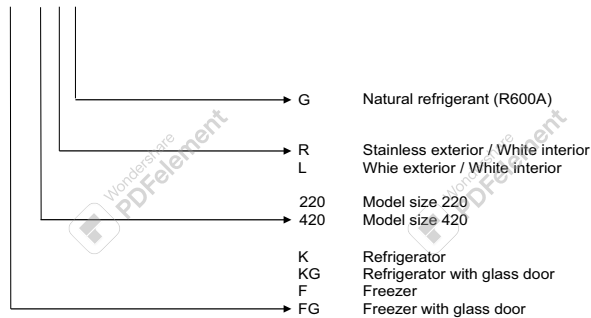 G Natural refrigerant (R600A)
R Stainless exterior / White interior
L Whie exterior / White interior
220 Model size 220
420 Model size 420
K Refrigerator
KG Refrigerator with glass door
F Freezer
FG Freezer with glass door
Wondershare
PDFelement
Wondershare
PDFelement